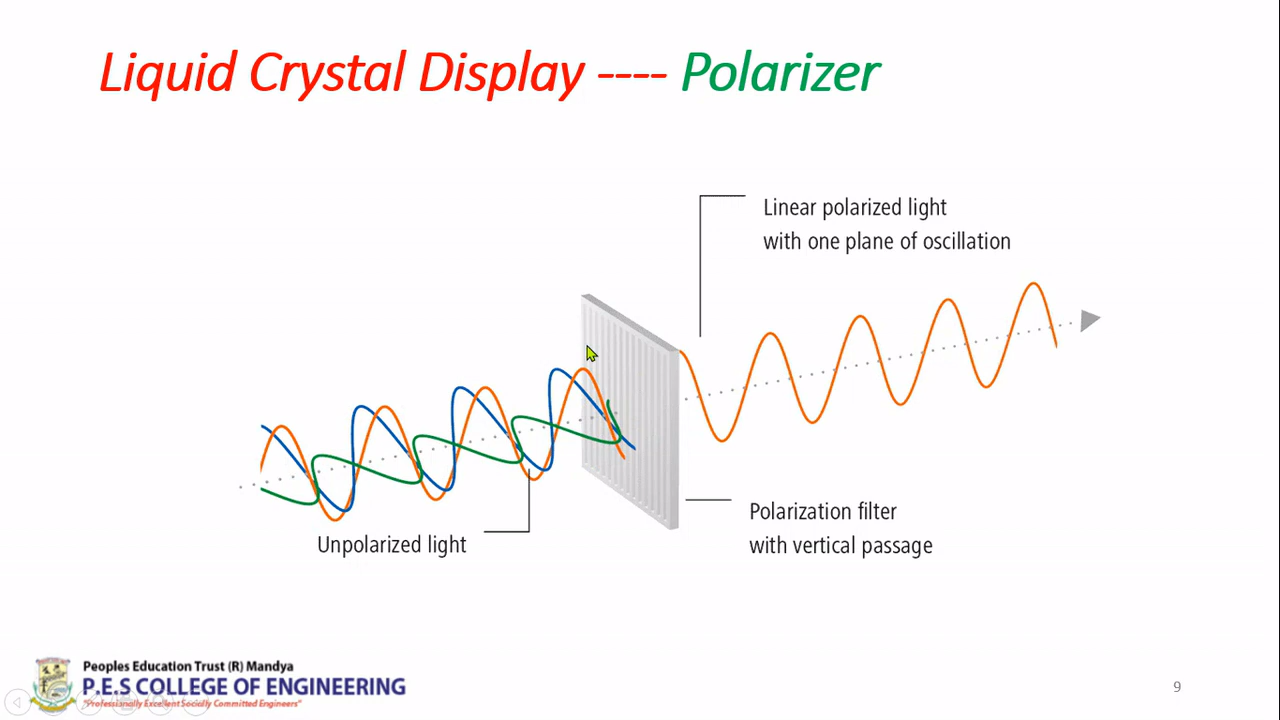 Liquid Crystal Display ---- Polarizer
Linear polarized light
with one plane of oscillation
Unpolarized light
Polarization filter
with vertical passage
Peoples Education Trust (R) Mandya
P.E.S COLLEGE OF ENGINEERING
"Professionally Excellent Socially Committed Engineers"
9